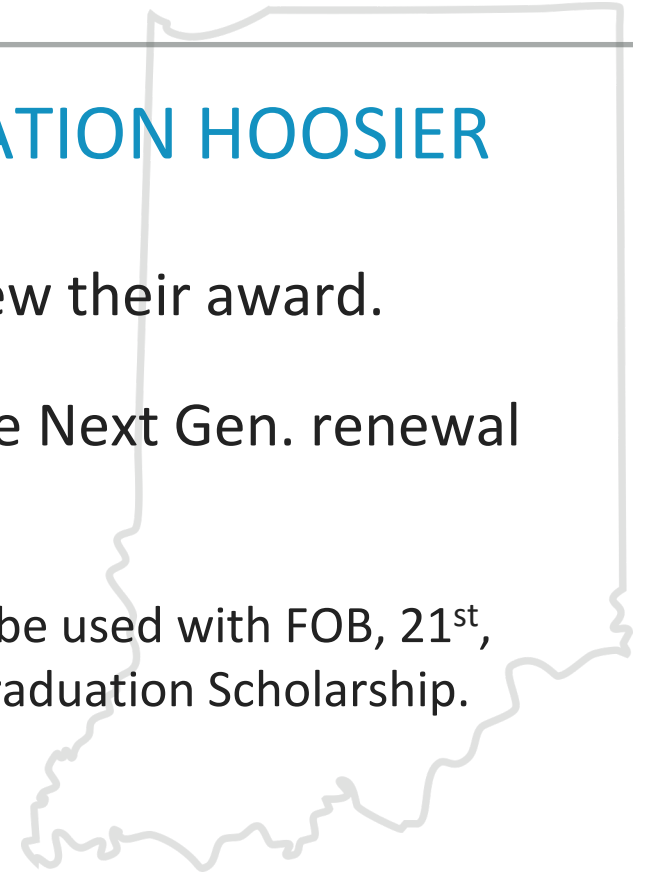 ATION HOOSIER
ew their award.
e Next Gen. renewal
be used with FOB, 21st,
raduation Scholarship.